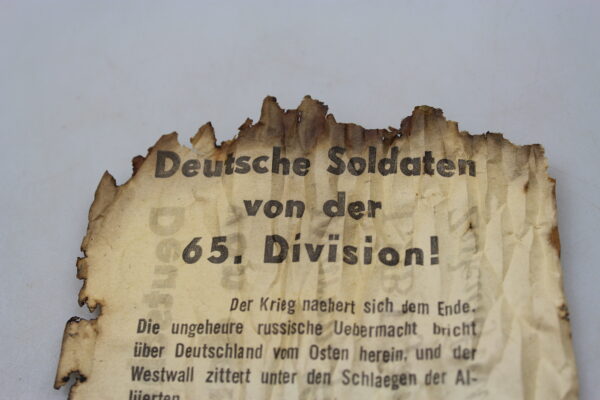 Deutsche Soldaten
von der
65. Division!
Der Krieg naehert sich dem Ende.
Die ungeheure russische Uebermacht bricht
über Deutschland vom Osten herein, und der
Westwall zittert unter den Schlaegen der Al-
liierten